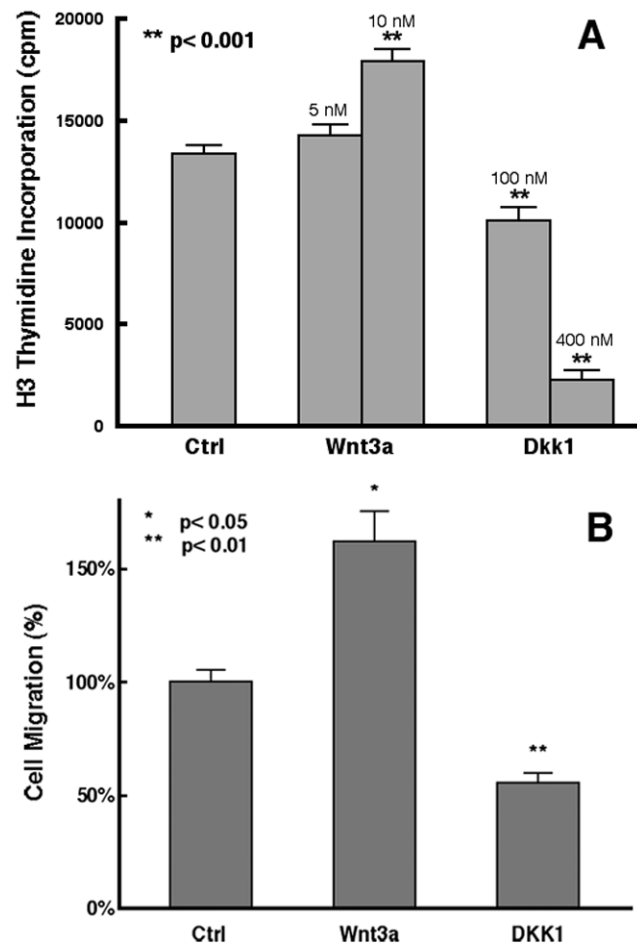 A
** p< 0.001
H3 Thymidine Incorporation (cpm)
20000
15000
10000
5000
0
5 nM
10 nM
**
100 nM
**
400 nM
**
Ctrl
Wnt3a
Dkk1
B
* p< 0.05
** p< 0.01
Cell Migration (%)
150%
100%
50%
0%
*
**
Ctrl
Wnt3a
DKK1